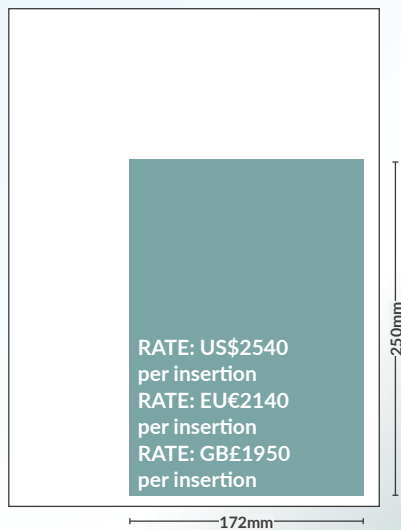 RATE: US$2540
per insertion
RATE: EU€2140
per insertion
RATE: GB£1950
per insertion
250mm
172mm